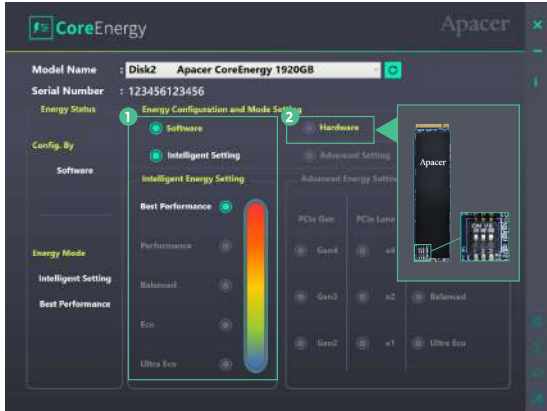 CoreEnergy
Apacer
Model Name : Disk2 Apacer CoreEnergy 1920GB
Serial Number : 123456123456
Energy Status
Energy Configuration and Mode Setting
1
2
Software
Hardware
Config. By
Intelligent Setting
Advanced Setting
Software
Intelligent Energy Setting
Advanced Energy Settin
Apacer
Best Performance
PCIe Gen
PCIe Lane
Performance
Gen4
x4
Energy Mode
Intelligent Setting
Balanced
Gen3
x2
Balanced
Best Performance
Eco
Gen2
x1
Ultra Eco
Ultra Eco